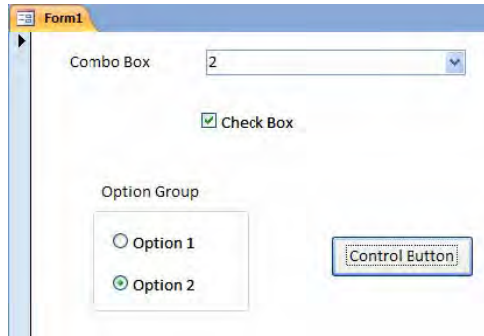 Form1
Combo Box 2
Check Box
Option Group
Option 1
Control Button
Option 2